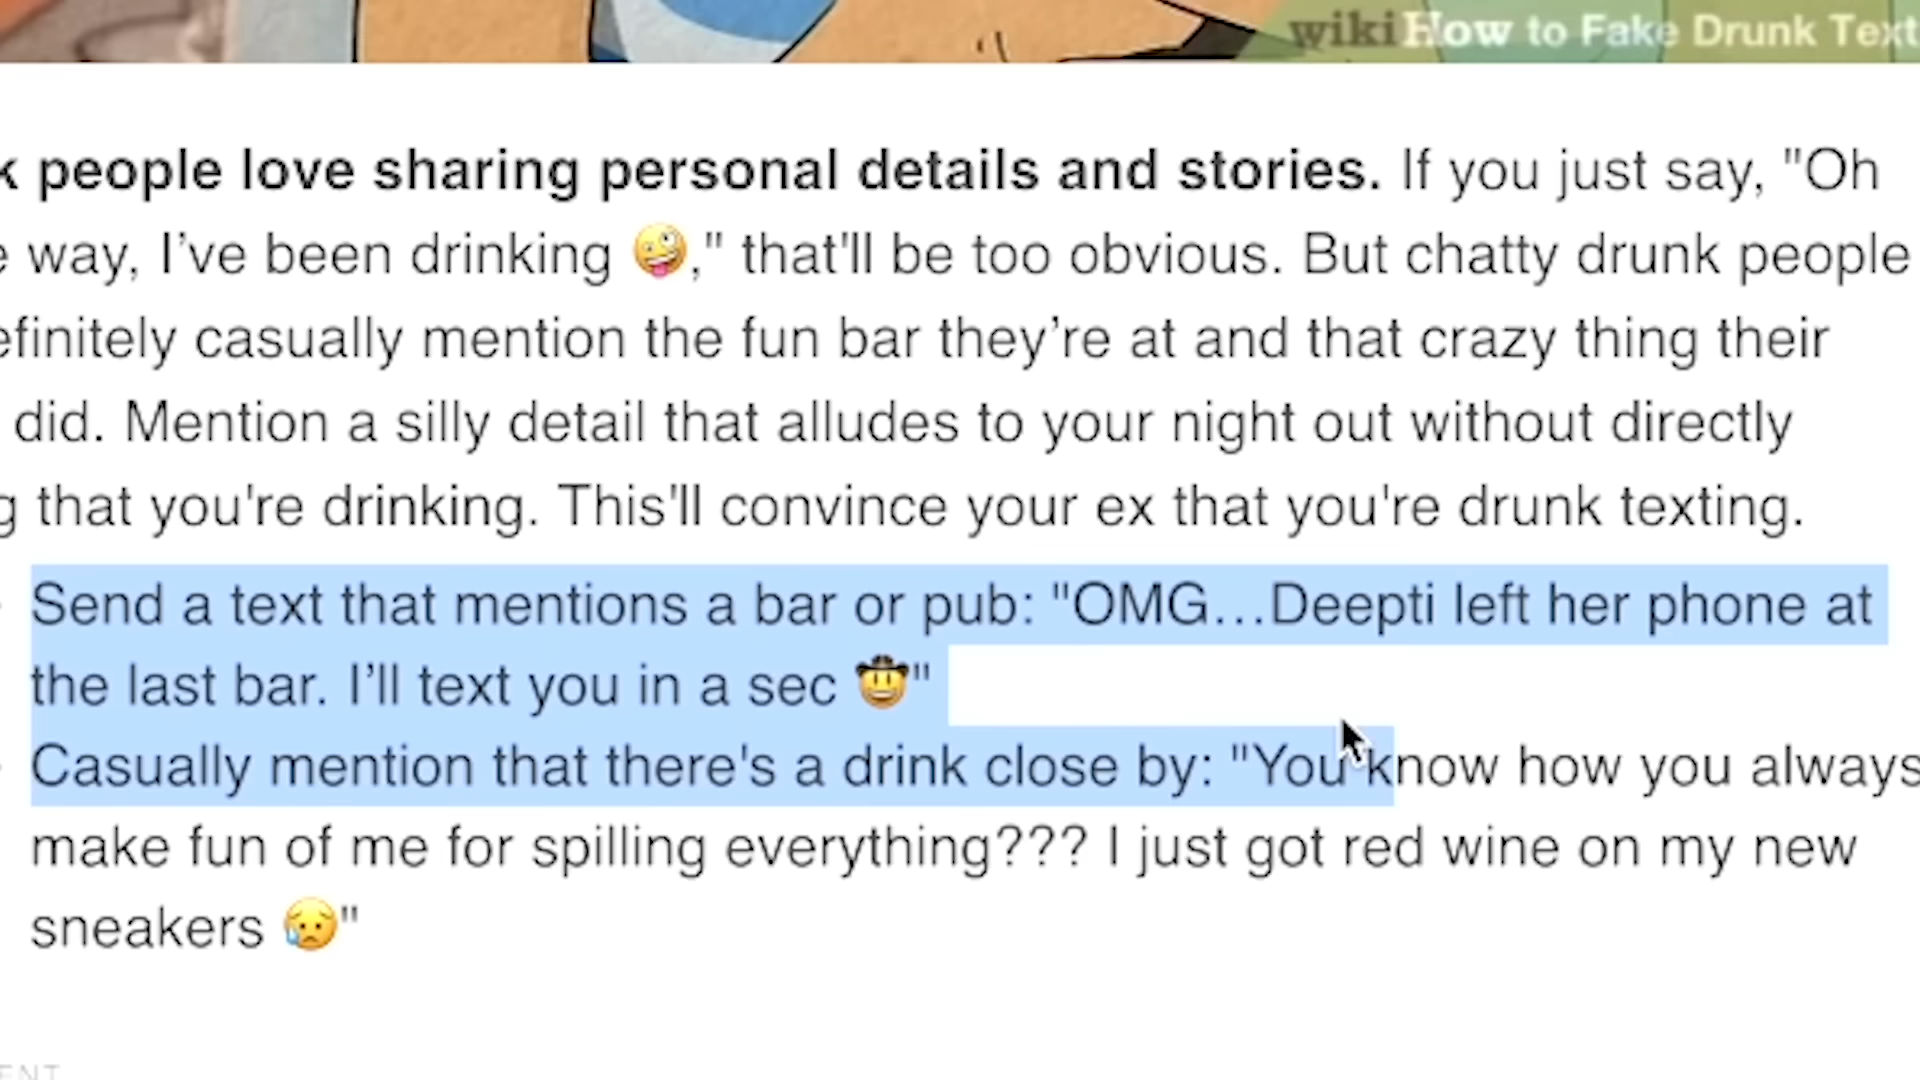 wikiHow to Fake Drunk Text
k people love sharing personal details and stories. If you just say, "Oh
e way, I’ve been drinking 🤪," that'll be too obvious. But chatty drunk people
efinitely casually mention the fun bar they’re at and that crazy thing their
did. Mention a silly detail that alludes to your night out without directly
g that you're drinking. This'll convince your ex that you're drunk texting.
Send a text that mentions a bar or pub: "OMG…Deepti left her phone at
the last bar. I’ll text you in a sec 🤠"
Casually mention that there's a drink close by: "You know how you always
make fun of me for spilling everything??? I just got red wine on my new
sneakers 😥"
ENT